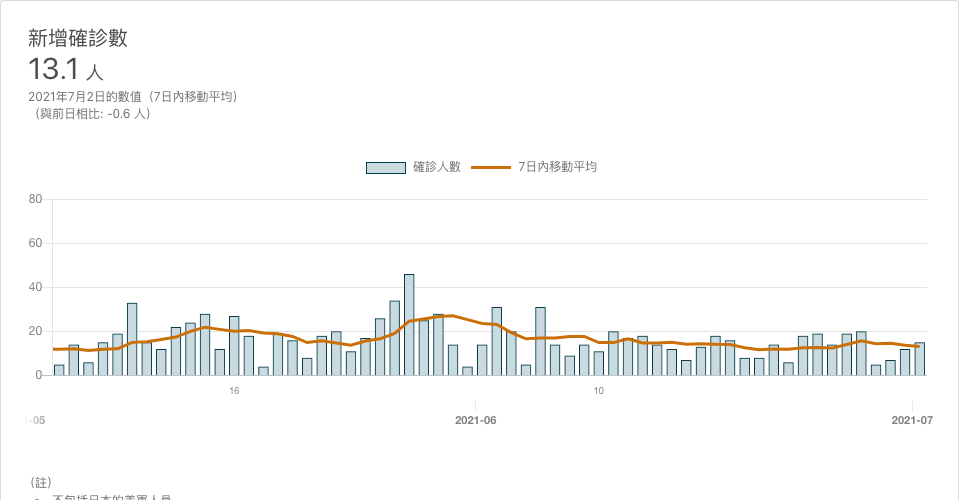 新增確診數
13.1 人
2021年7月2日的數值（7日內移動平均）
（與前日相比: -0.6 人）
確診人數 7日內移動平均
80
60
40
20
0
16 10
-05 2021-06 2021-07
（註）